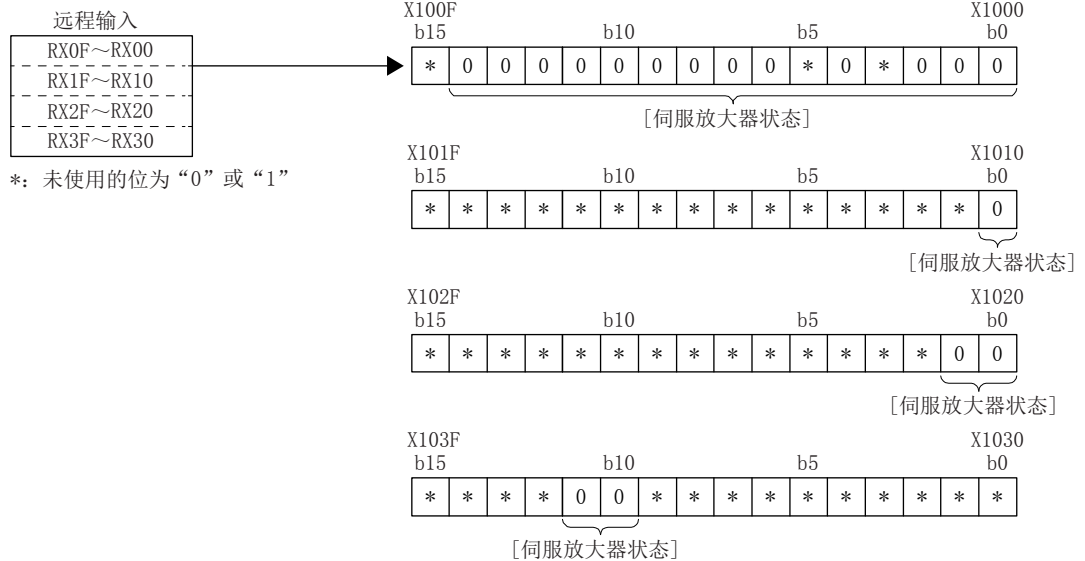 远程输入
RX0F～RX00
RX1F～RX10
RX2F～RX20
RX3F～RX30
*: 未使用的位为“0”或“1”
X100F X1000
b15 b10 b5 b0
* 0 0 0 0 0 0 0 0 0 * 0 * 0 0 0
[伺服放大器状态]
X101F X1010
b15 b10 b5 b0
* * * * * * * * * * * * * * * 0
[伺服放大器状态]
X102F X1020
b15 b10 b5 b0
* * * * * * * * * * * * * * 0 0
[伺服放大器状态]
X103F X1030
b15 b10 b5 b0
* * * * 0 0 * * * * * * * * * *
[伺服放大器状态]